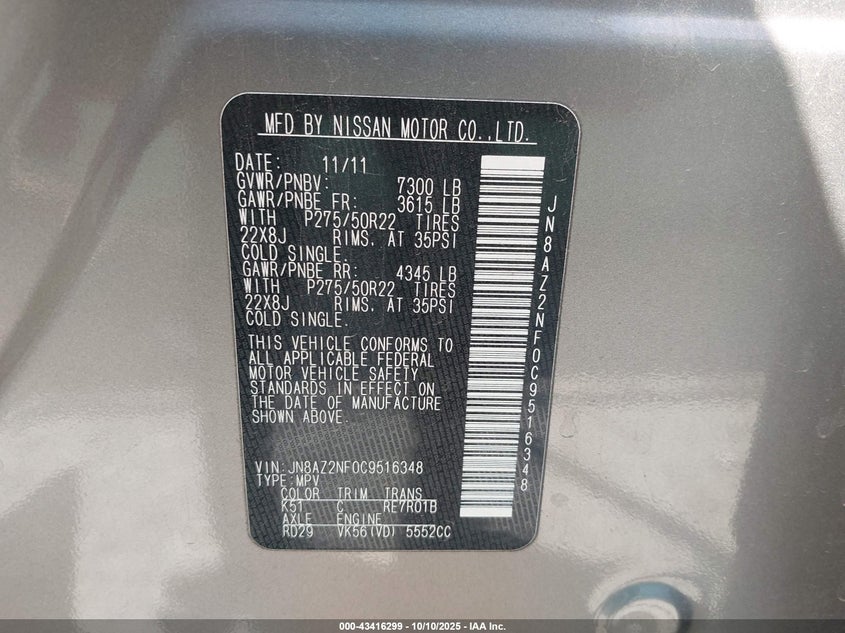 MFD BY NISSAN MOTOR CO.,LTD.
DATE: 11/11
GVWR/PNBV: 7300 LB
GAWR/PNBE FR: 3615 LB
WITH P275/50R22 TIRES
22X8J RIMS. AT 35PSI
COLD SINGLE.
GAWR/PNBE RR: 4345 LB
WITH P275/50R22 TIRES
22X8J RIMS. AT 35PSI
COLD SINGLE.
THIS VEHICLE CONFORMS TO
ALL APPLICABLE FEDERAL
MOTOR VEHICLE SAFETY
STANDARDS IN EFFECT ON
THE DATE OF MANUFACTURE
SHOWN ABOVE.
VIN:JN8AZ2NF0C9516348
TYPE:MPV
COLOR TRIM TRANS
K51 C RE7R01B
AXLE ENGINE
RD29 VK56(VD) 5552CC
JN8AZ2NF0C9516348
000-43416299 - 10/10/2025 - IAA Inc.